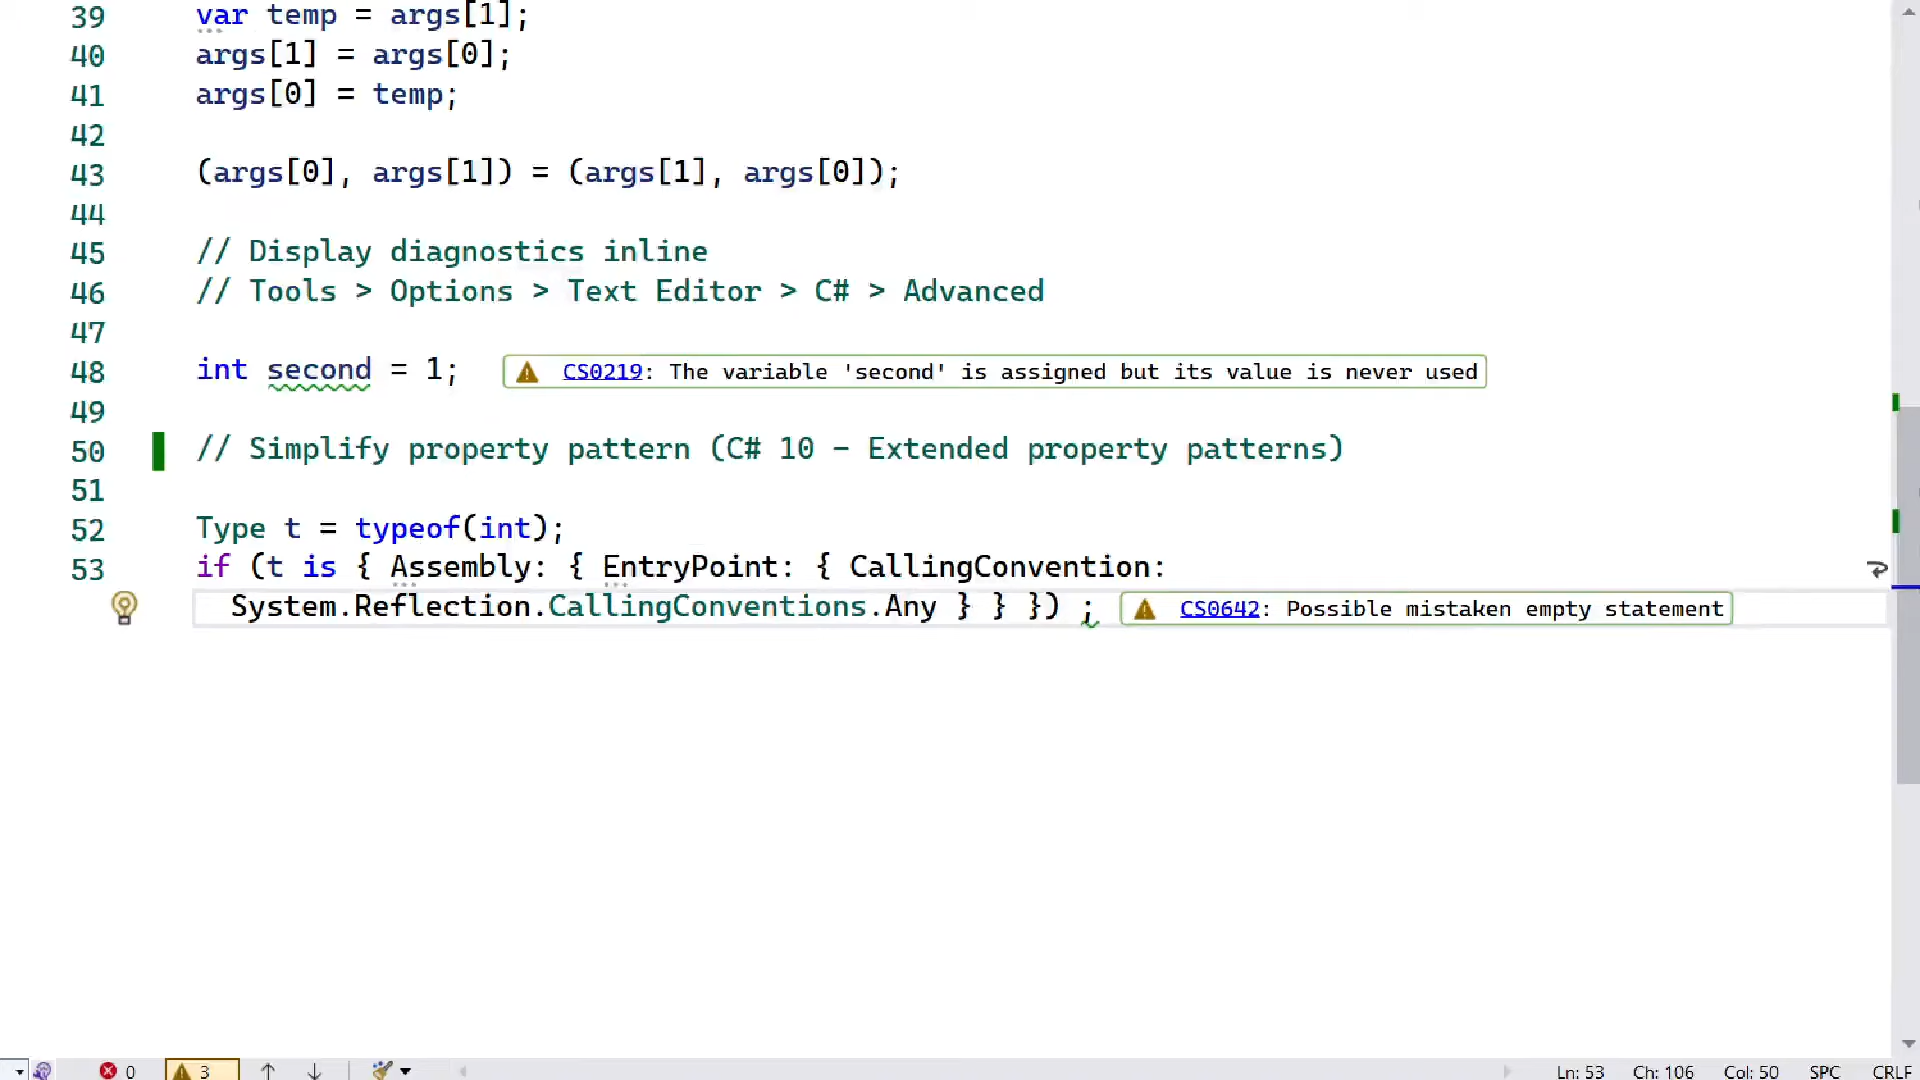 39 var temp = args[1];
40 args[1] = args[0];
41 args[0] = temp;
42
43 (args[0], args[1]) = (args[1], args[0]);
44
45 // Display diagnostics inline
46 // Tools > Options > Text Editor > C# > Advanced
47
48 int second = 1; CS0219: The variable 'second' is assigned but its value is never used
49
50 // Simplify property pattern (C# 10 - Extended property patterns)
51
52 Type t = typeof(int);
53 if (t is { Assembly: { EntryPoint: { CallingConvention:
System.Reflection.CallingConventions.Any } } }) ; CS0642: Possible mistaken empty statement
0 3 Ln: 53 Ch: 106 Col: 50 SPC CRLF